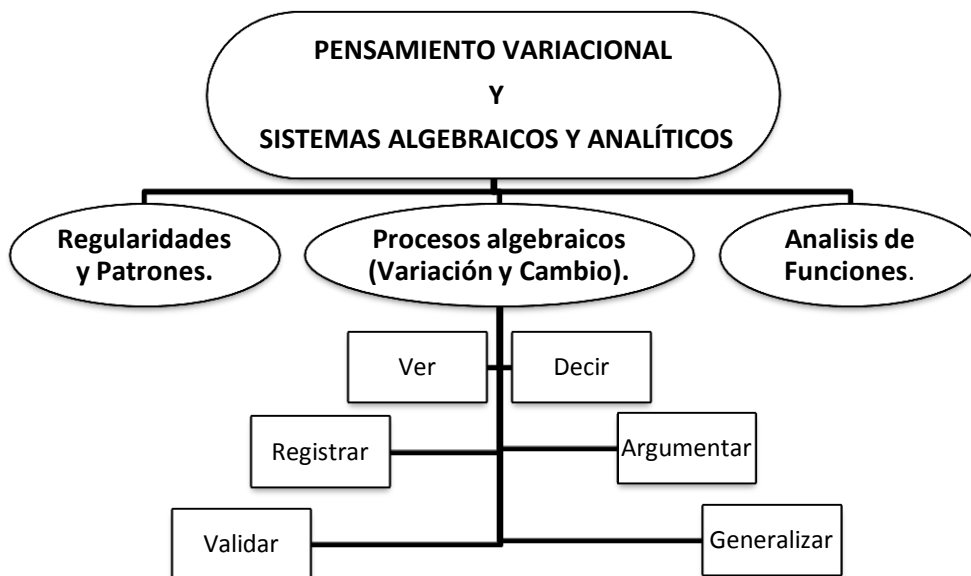 PENSAMIENTO VARIACIONAL
Y
SISTEMAS ALGEBRAICOS Y ANALÍTICOS
Regularidades
y Patrones.
Procesos algebraicos
(Variación y Cambio).
Analisis de
Funciones.
Ver
Decir
Registrar
Argumentar
Validar
Generalizar